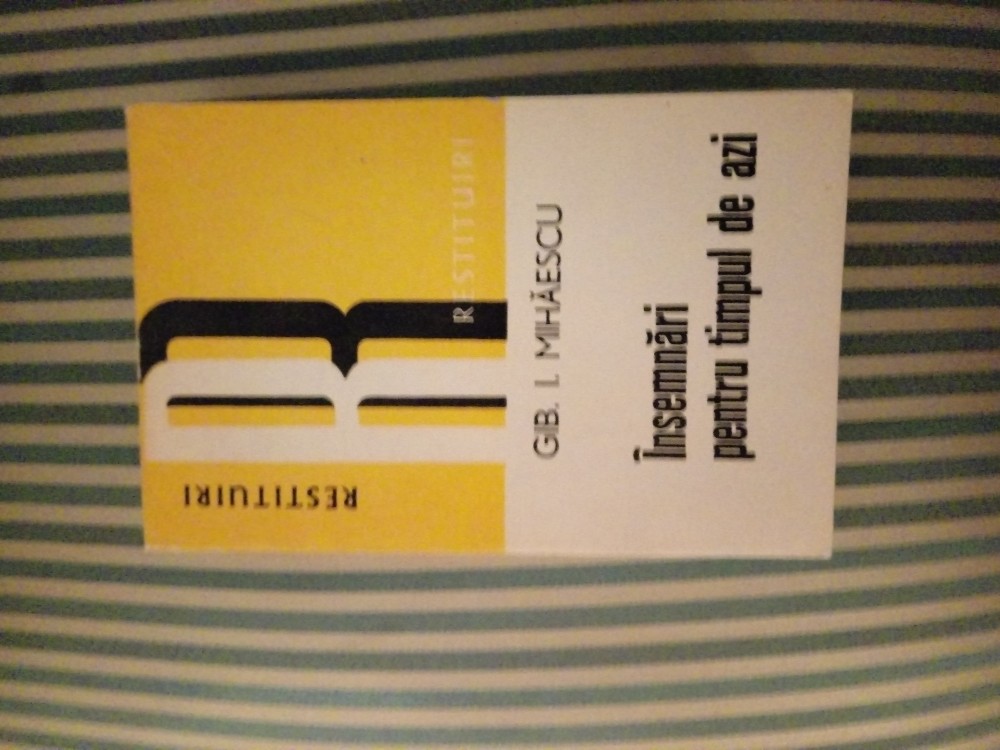 RESTITUIRI
RESTITUIRI
GIB. I. MIHĂESCU
Însemnări
pentru timpul de azi